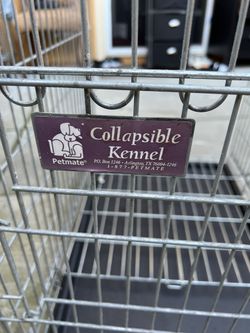 Collapsible
Kennel
Petmate®
P.O. Box 1246 • Arlington, TX 76004-1246
1-877-PETMATE